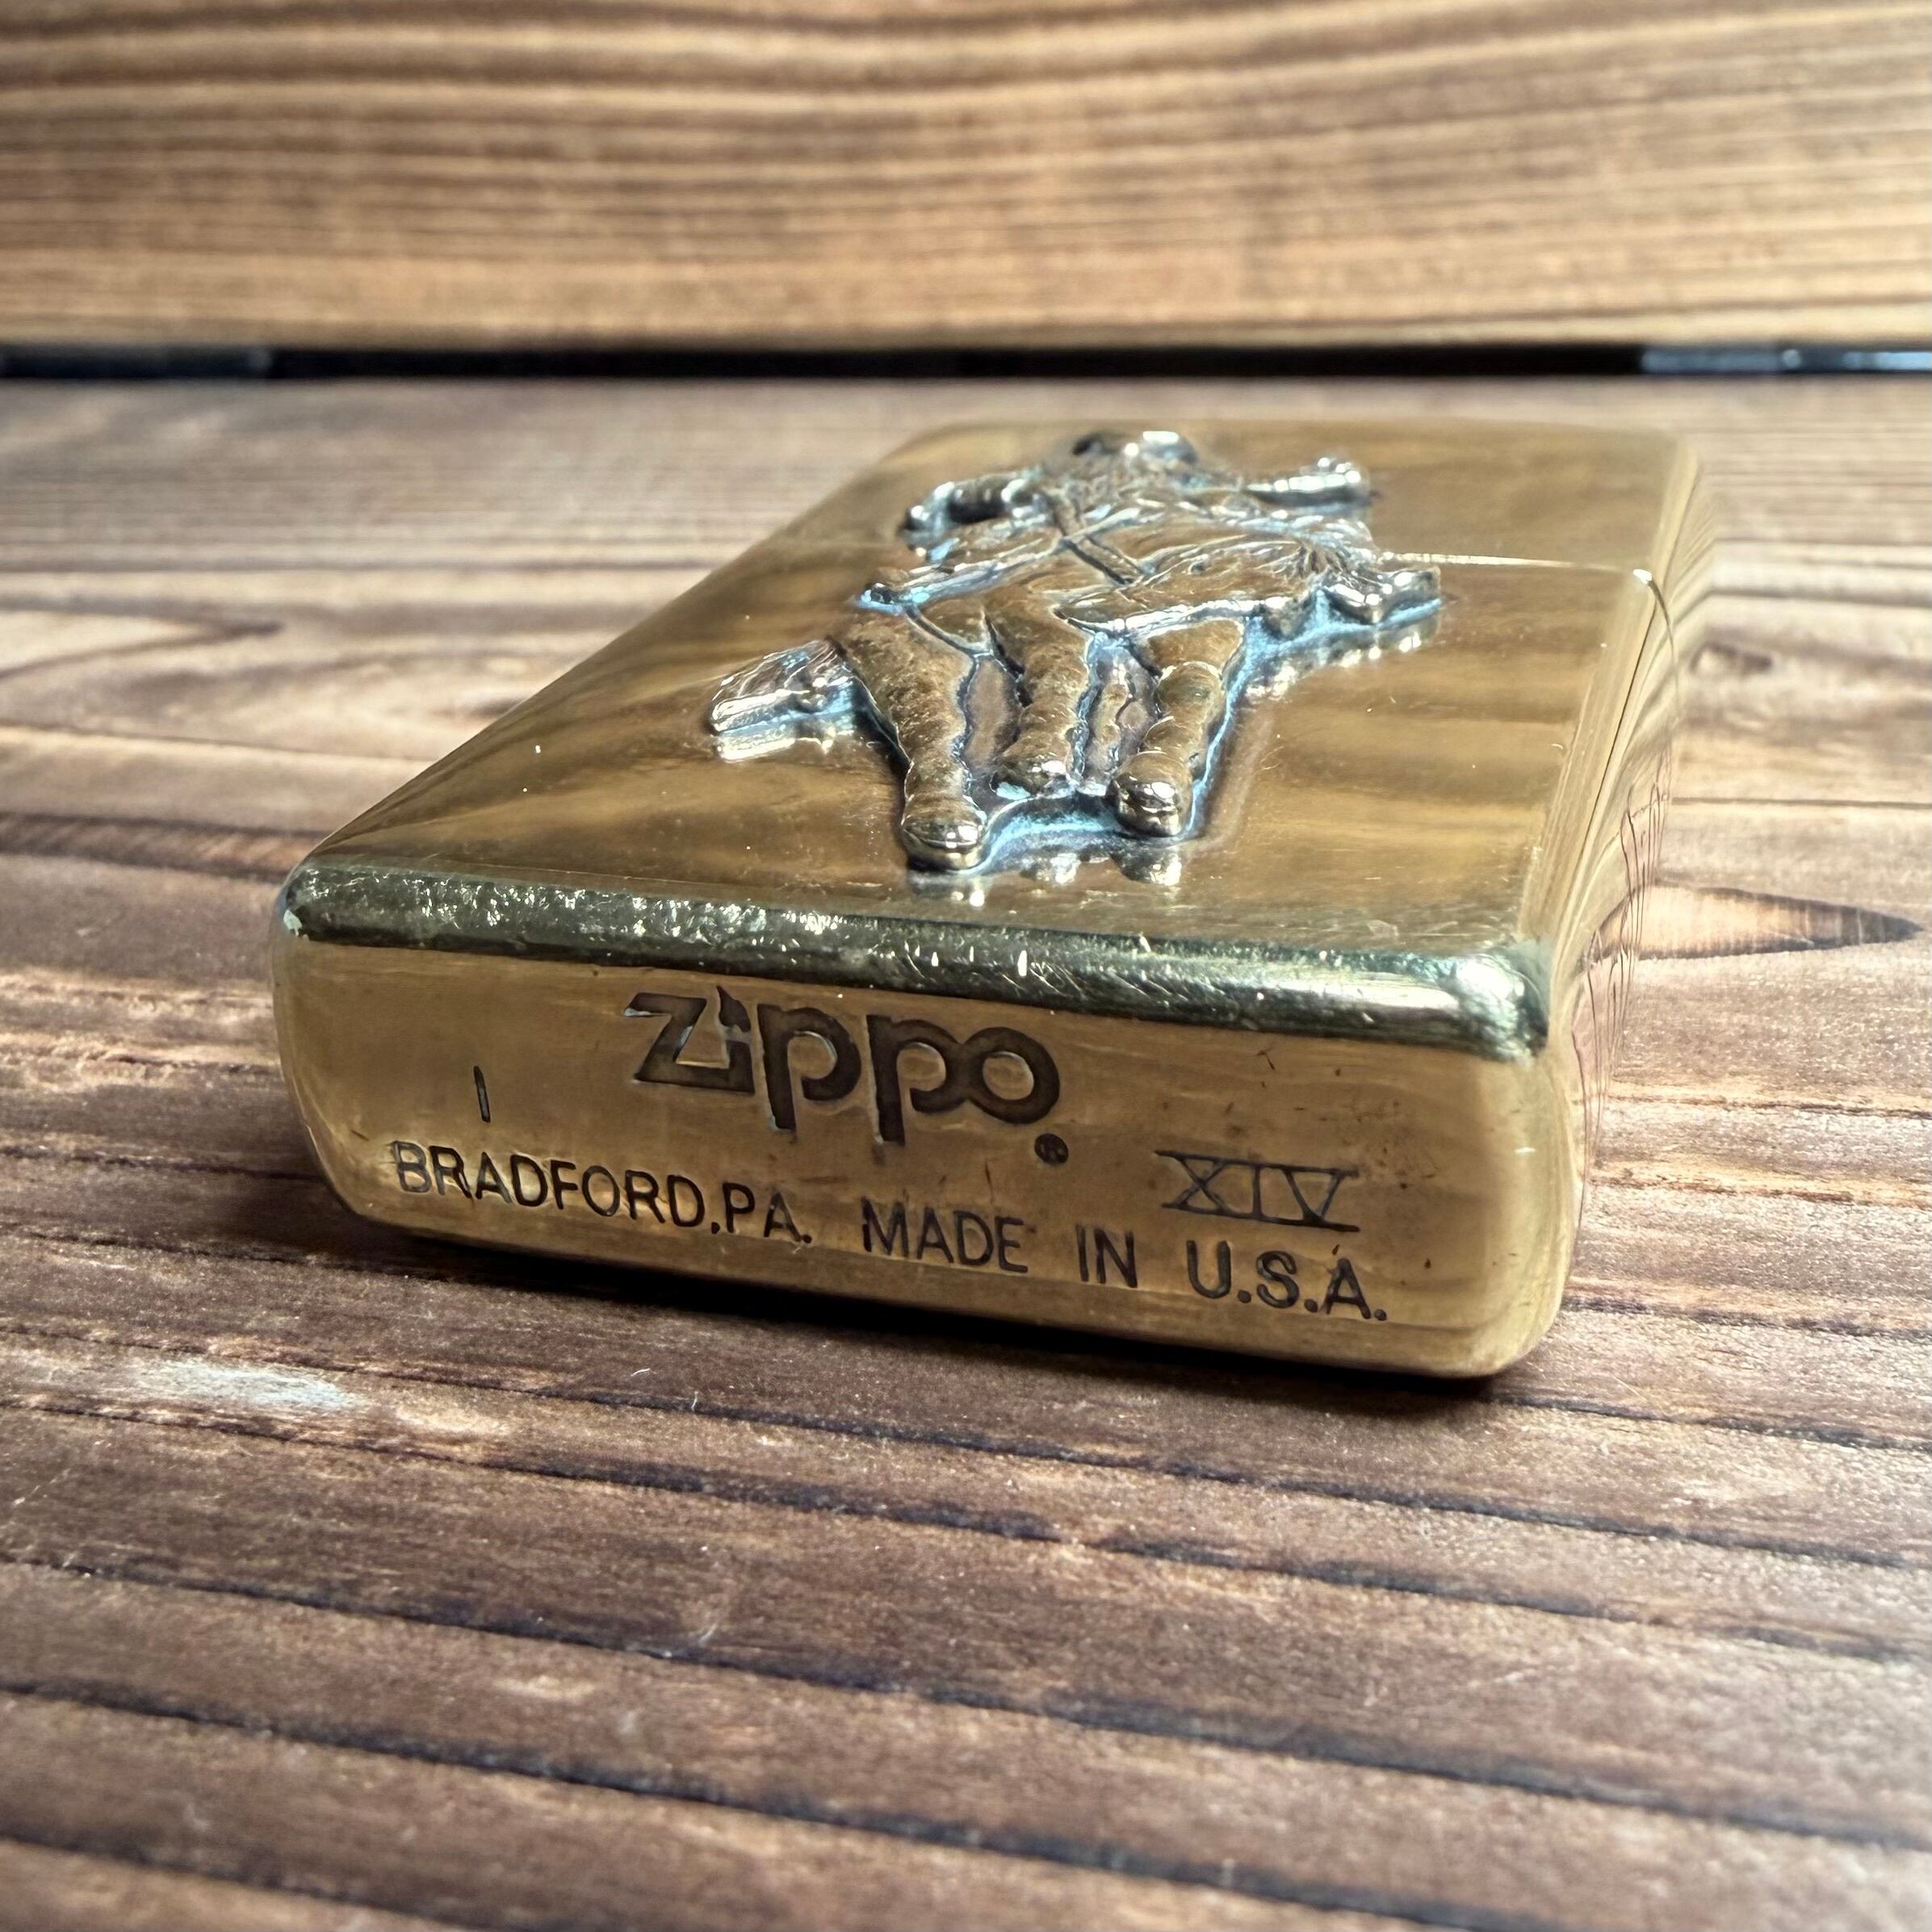 zippo®
I XIV
BRADFORD,PA. MADE IN U.S.A.